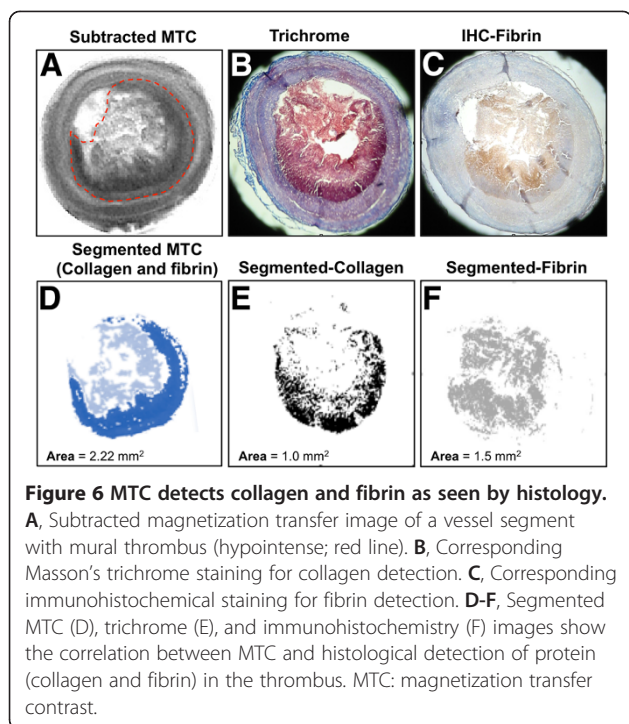 Subtracted MTC
Trichrome
IHC-Fibrin
A
B
C
Segmented MTC
(Collagen and fibrin)
Segmented-Collagen
Segmented-Fibrin
D
E
F
Area = 2.22 mm²
Area = 1.0 mm²
Area = 1.5 mm²
Figure 6 MTC detects collagen and fibrin as seen by histology.
A, Subtracted magnetization transfer image of a vessel segment
with mural thrombus (hypointense; red line). B, Corresponding
Masson's trichrome staining for collagen detection. C, Corresponding
immunohistochemical staining for fibrin detection. D-F, Segmented
MTC (D), trichrome (E), and immunohistochemistry (F) images show
the correlation between MTC and histological detection of protein
(collagen and fibrin) in the thrombus. MTC: magnetization transfer
contrast.